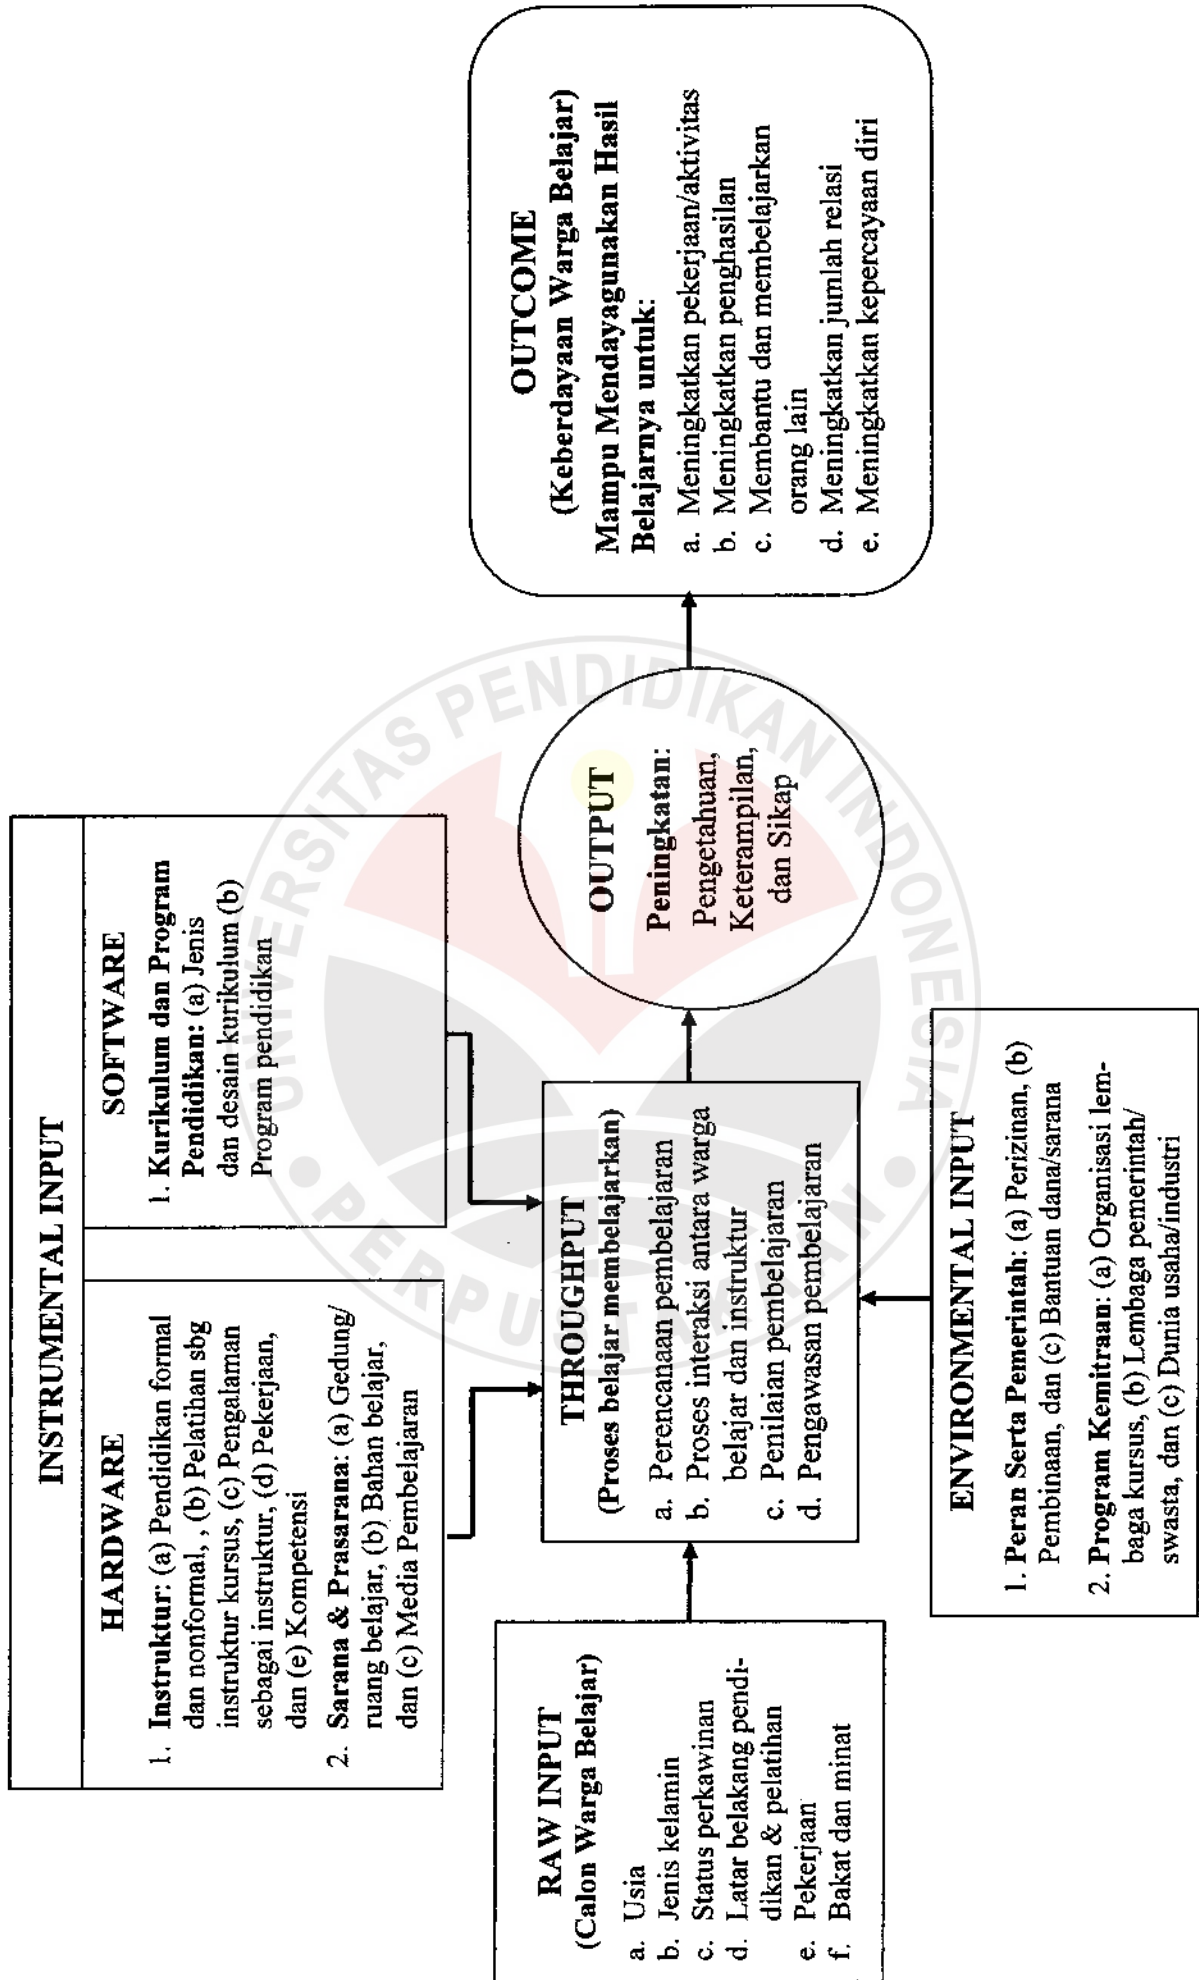 INSTRUMENTAL INPUT
HARDWARE
1. Instruktur: (a) Pendidikan formal
dan nonformal, , (b) Pelatihan sbg
instruktur kursus, (c) Pengalaman
sebagai instruktur, (d) Pekerjaan,
dan (e) Kompetensi
2. Sarana & Prasarana: (a) Gedung/
ruang belajar, (b) Bahan belajar,
dan (c) Media Pembelajaran
SOFTWARE
1. Kurikulum dan Program
Pendidikan: (a) Jenis
dan desain kurikulum (b)
Program pendidikan
RAW INPUT
(Calon Warga Belajar)
a. Usia
b. Jenis kelamin
c. Status perkawinan
d. Latar belakang pendi-
dikan & pelatihan
e. Pekerjaan
f. Bakat dan minat
THROUGHPUT
(Proses belajar membelajarkan)
a. Perencanaan pembelajaran
b. Proses interaksi antara warga
belajar dan instruktur
c. Penilaian pembelajaran
d. Pengawasan pembelajaran
OUTPUT
Peningkatan:
Pengetahuan,
Keterampilan,
dan Sikap
OUTCOME
(Keberdayaan Warga Belajar)
Mampu Mendayagunakan Hasil
Belajarnya untuk:
a. Meningkatkan pekerjaan/aktivitas
b. Meningkatkan penghasilan
c. Membantu dan membelajarkan
orang lain
d. Meningkatkan jumlah relasi
e. Meningkatkan kepercayaan diri
ENVIRONMENTAL INPUT
1. Peran Serta Pemerintah: (a) Perizinan, (b)
Pembinaan, dan (c) Bantuan dana/sarana
2. Program Kemitraan: (a) Organisasi lem-
baga kursus, (b) Lembaga pemerintah/
swasta, dan (c) Dunia usaha/industri
UNIVERSITAS PENDIDIKAN INDONESIA
PERPUSTAKAAN